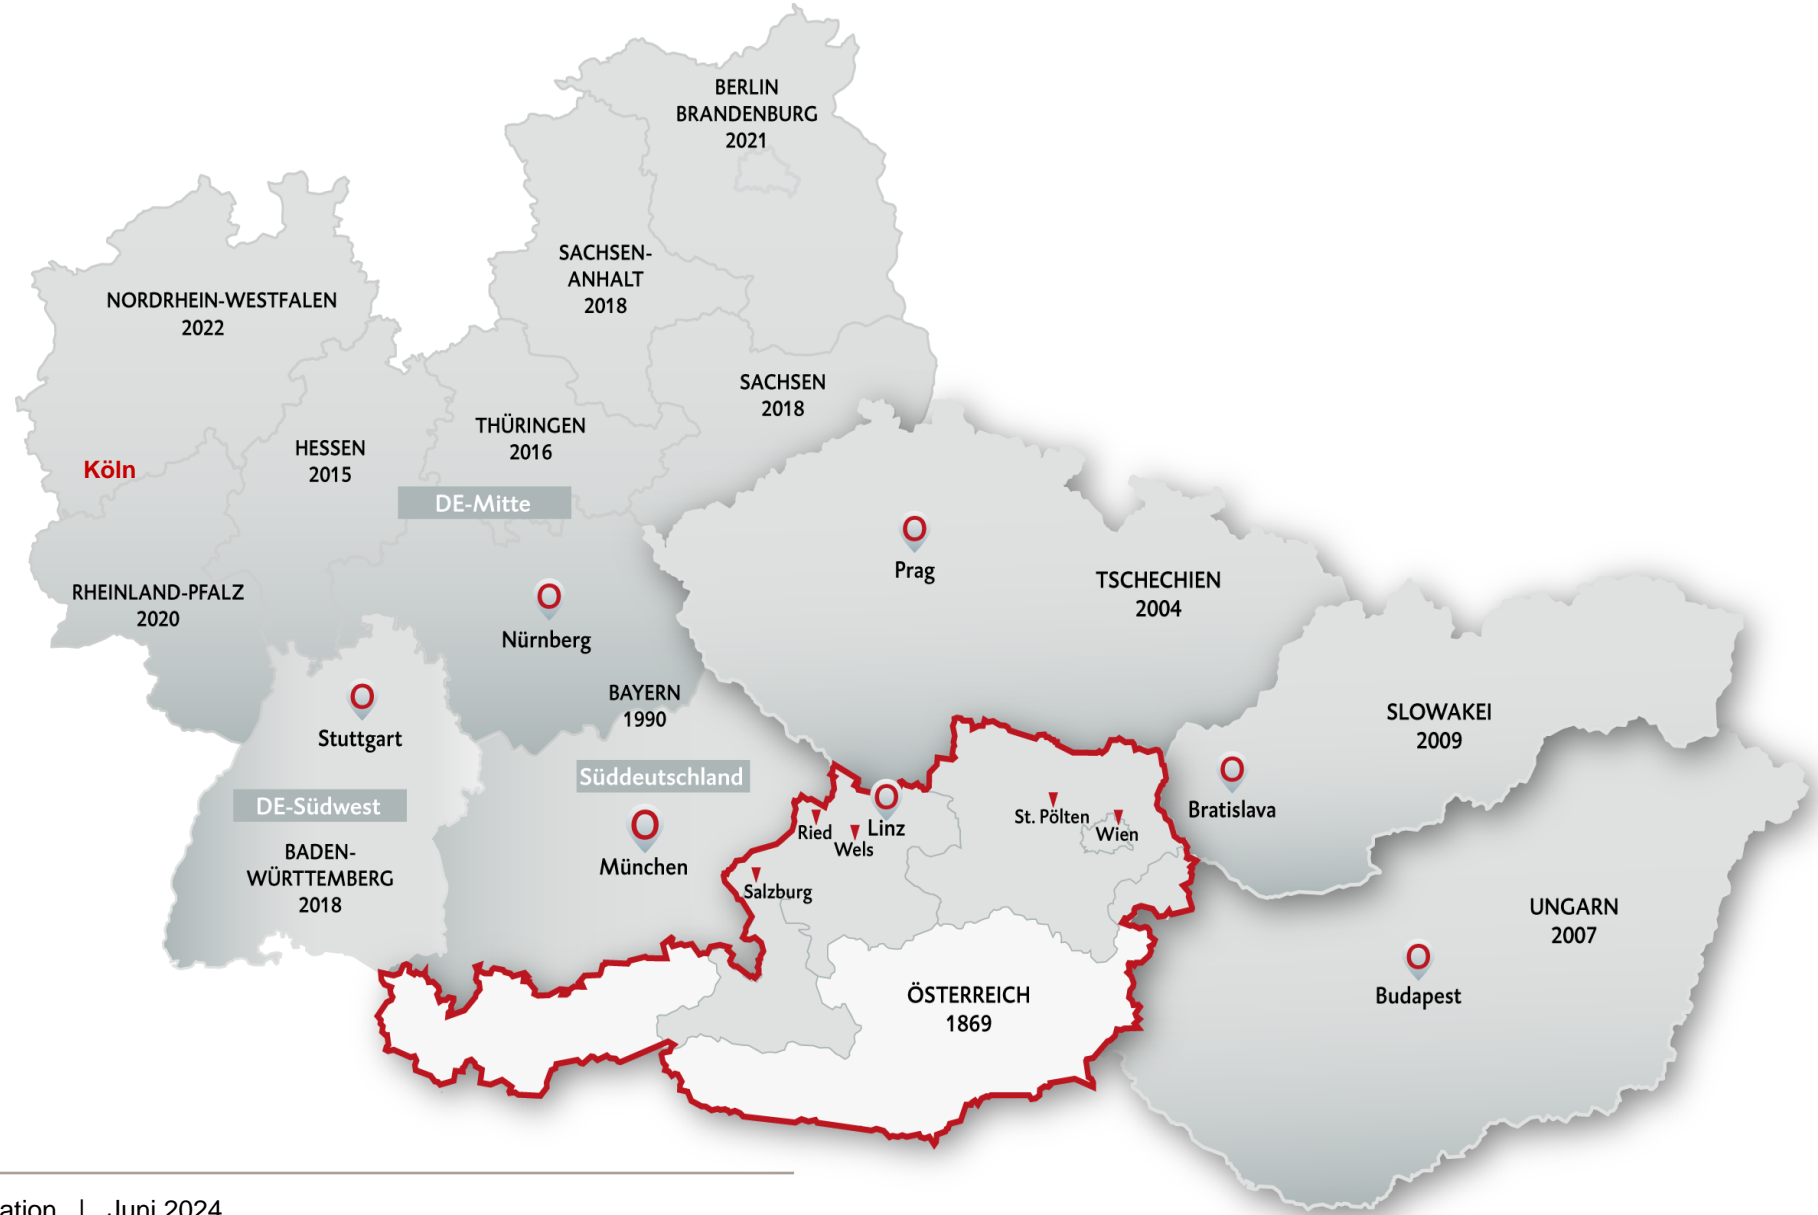 BERLIN
BRANDENBURG
2021
SACHSEN-
ANHALT
2018
NORDRHEIN-WESTFALEN
2022
SACHSEN
2018
THÜRINGEN
2016
HESSEN
2015
Köln
DE-Mitte
Prag
TSCHECHIEN
2004
RHEINLAND-PFALZ
2020
Nürnberg
BAYERN
1990
Stuttgart
SLOWAKEI
2009
Süddeutschland
DE-Südwest
Bratislava
St. Pölten
Wien
Linz
Ried
Wels
München
BADEN-
WÜRTTEMBERG
2018
Salzburg
UNGARN
2007
Budapest
ÖSTERREICH
1869
ation | Juni 2024